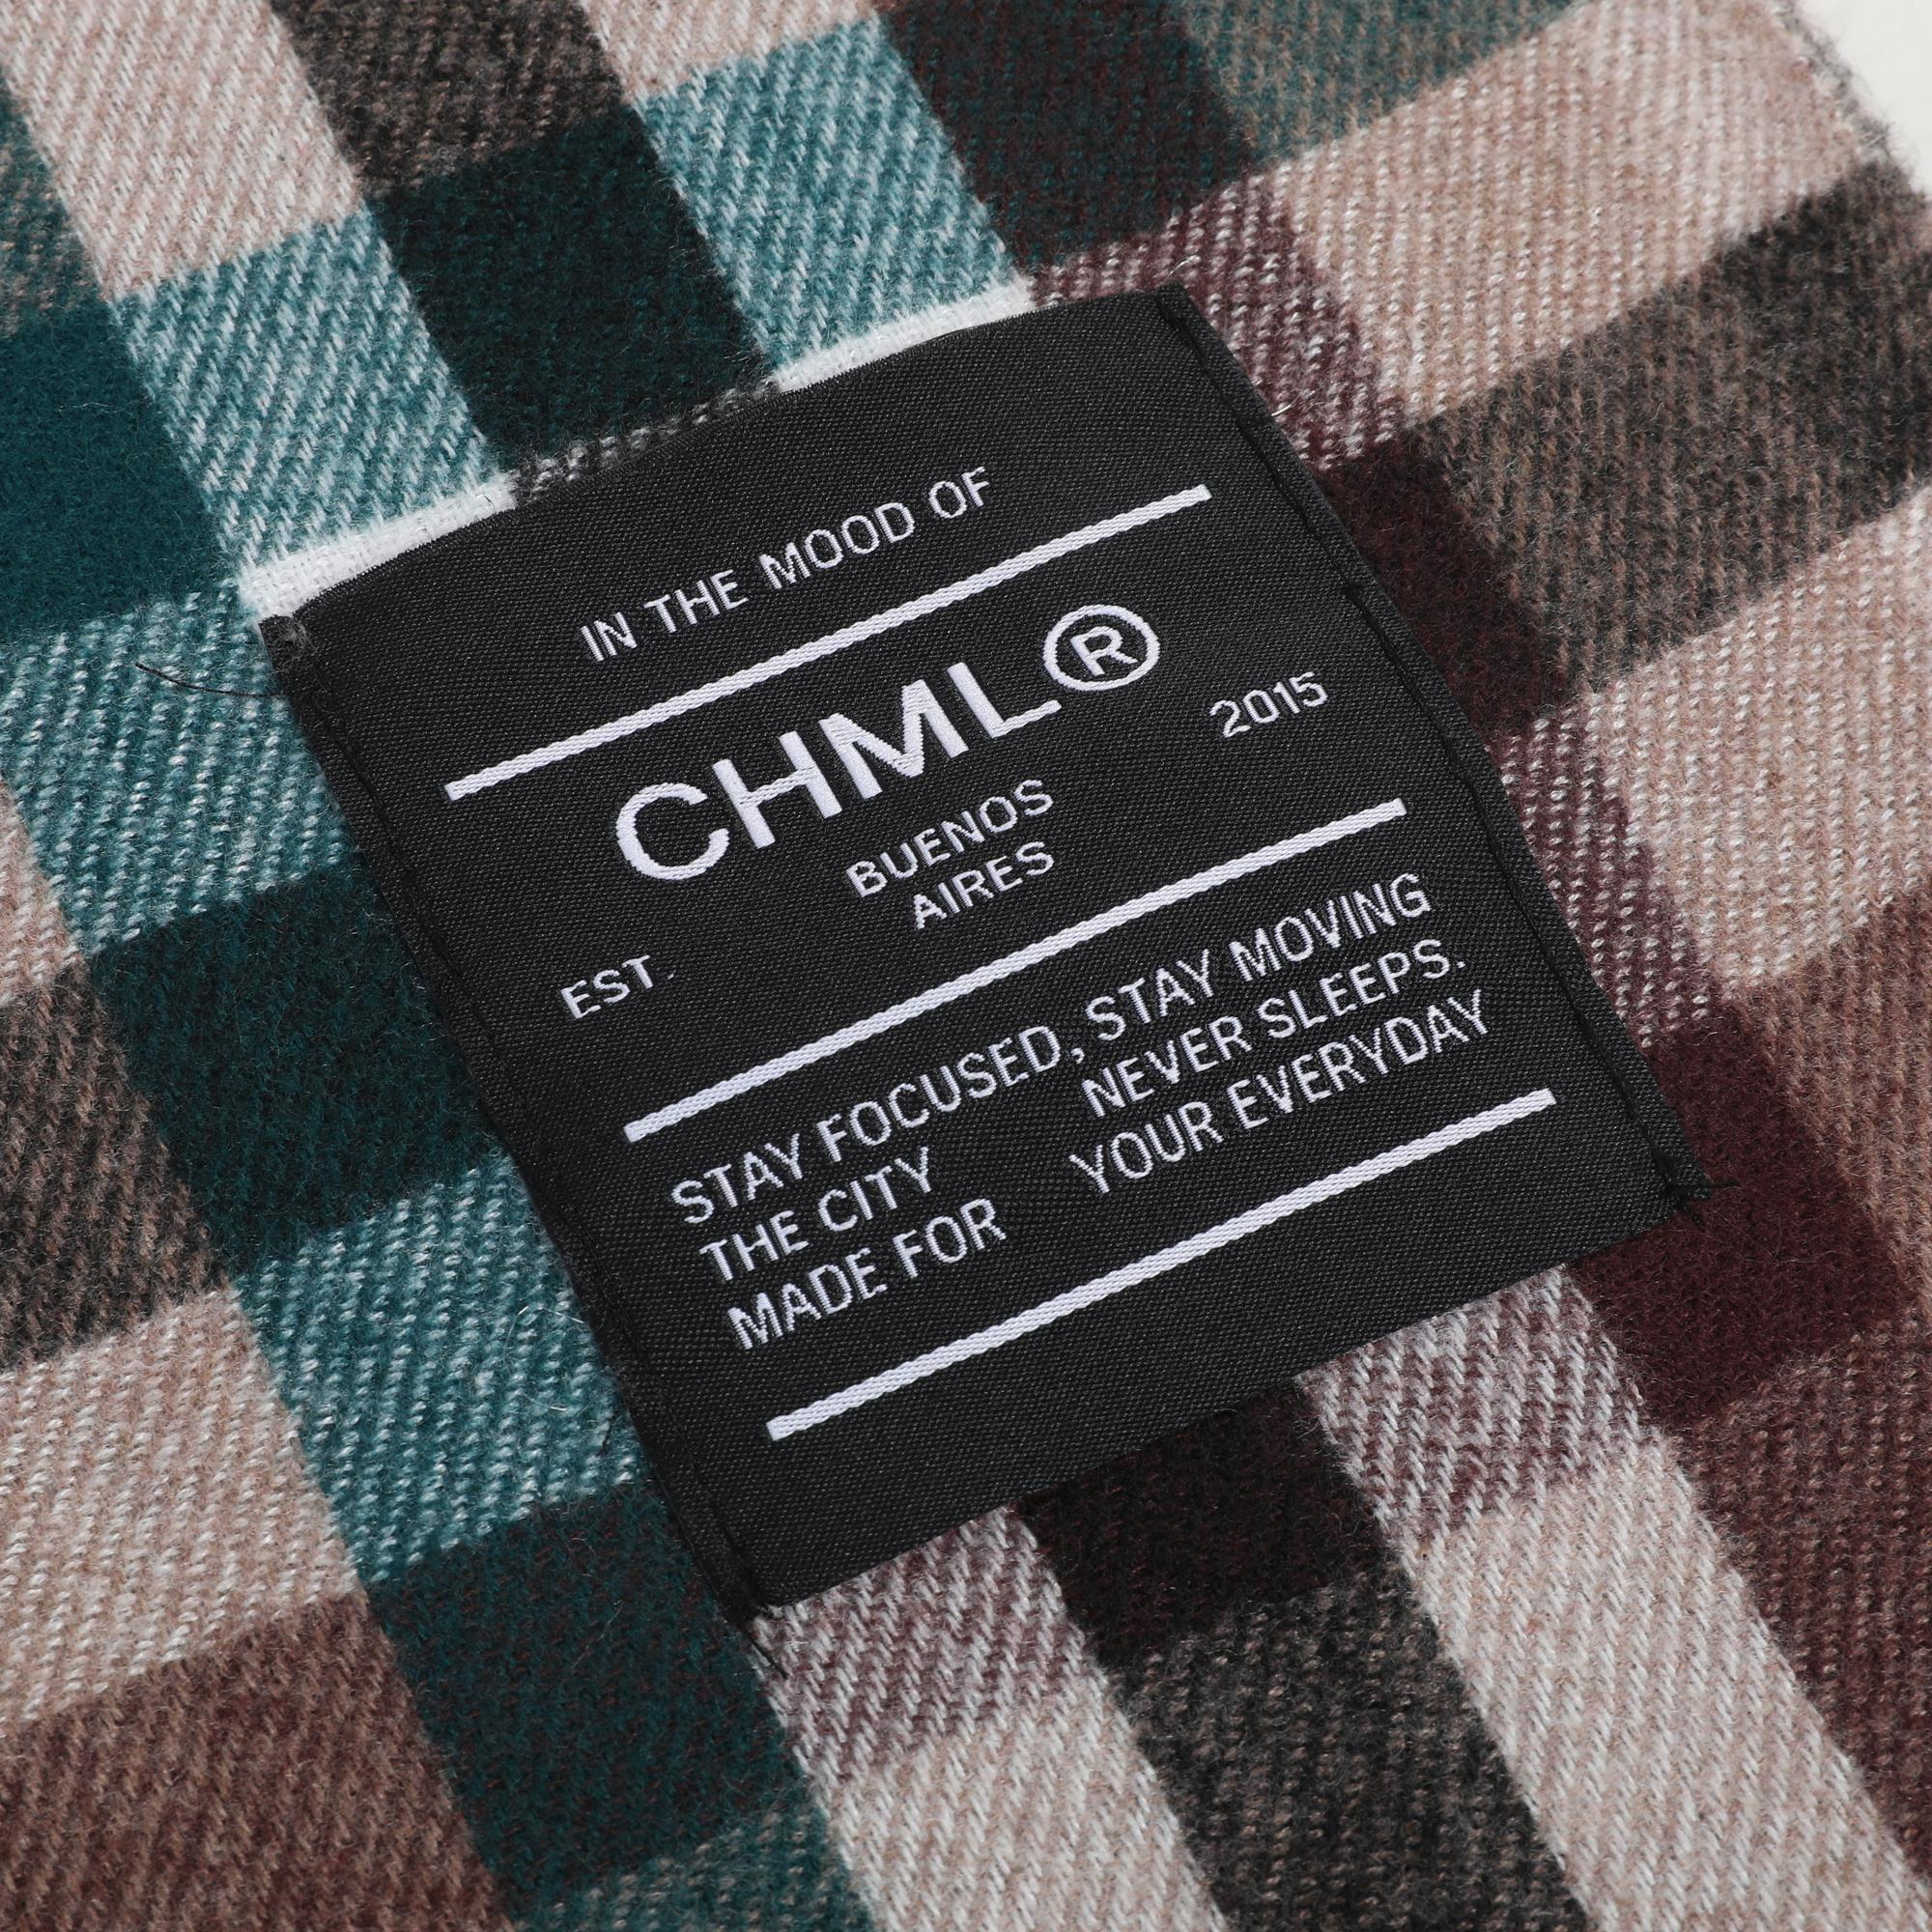 IN THE MOOD OF
CHML®
BUENOS
AIRES
EST. 2015
STAY FOCUSED, STAY MOVING
THE CITY NEVER SLEEPS.
MADE FOR YOUR EVERYDAY